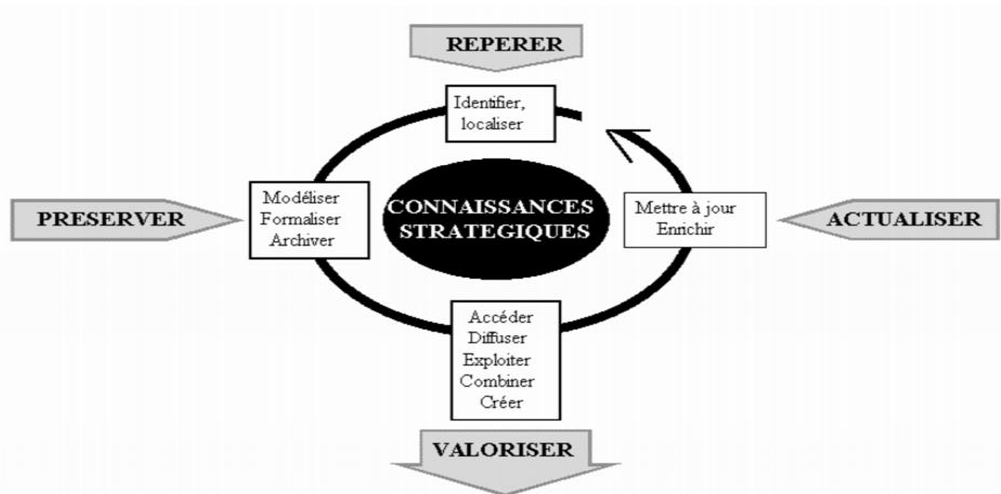 REPERER
Identifier,
localiser
PRESERVER
Modéliser
Formaliser
Archiver
CONNAISSANCES
STRATEGIQUES
Mettre à jour
Enrichir
ACTUALISER
Accéder
Diffuser
Exploiter
Combiner
Créer
VALORISER